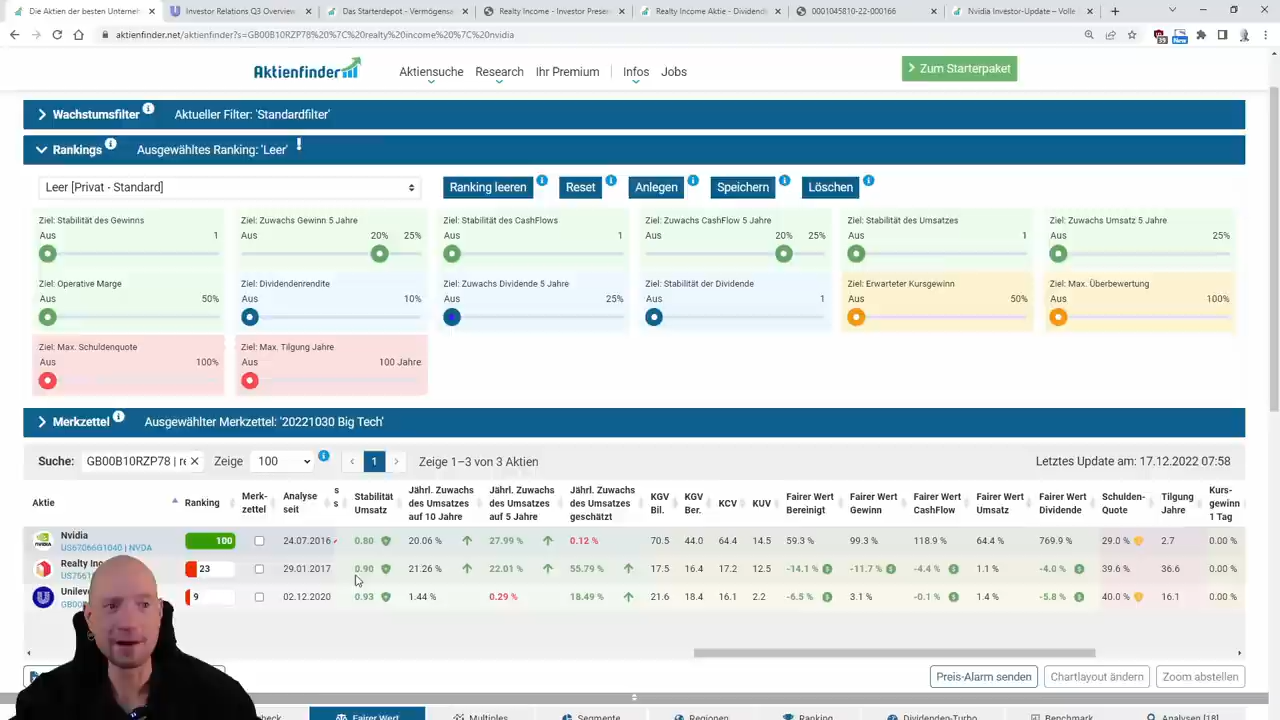 Die Aktien der besten Unterneh
Investor Relations Q3 Overview
Das Starterdepot – Vermögens
Realty Income - Investor Prese
Realty Income Aktie - Dividend
0001045810-22-000166
Nvidia Investor-Update – Volle
aktienfinder.net/aktienfinder?s=GB00B10RZP78%20%7C%20realty%20income%20%7C%20nvidia
Aktienfinder
Aktiensuche Research Ihr Premium Infos Jobs
Zum Starterpaket
Wachstumsfilter Aktueller Filter: 'Standardfilter'
Rankings Ausgewähltes Ranking: 'Leer'
Leer [Privat - Standard] Ranking leeren Reset Anlegen Speichern Löschen
Ziel: Stabilität des Gewinns Ziel: Zuwachs Gewinn 5 Jahre Ziel: Stabilität des CashFlows Ziel: Zuwachs CashFlow 5 Jahre Ziel: Stabilität des Umsatzes Ziel: Zuwachs Umsatz 5 Jahre
Aus 1 Aus 20% 25% Aus 1 Aus 20% 25% Aus 1 Aus 25%
Ziel: Operative Marge Ziel: Dividendenrendite Ziel: Zuwachs Dividende 5 Jahre Ziel: Stabilität der Dividende Ziel: Erwarteter Kursgewinn Ziel: Max. Überbewertung
Aus 50% Aus 10% Aus 25% Aus 1 Aus 50% Aus 100%
Ziel: Max. Schuldenquote Ziel: Max. Tilgung Jahre
Aus 100% Aus 100 Jahre
Merkzettel Ausgewählter Merkzettel: '20221030 Big Tech'
Suche: GB00B10RZP78 | re Zeige 100 1 Zeige 1–3 von 3 Aktien Letztes Update am: 17.12.2022 07:58
Aktie Ranking Merk-zettel Analyse seit s s Stabilität Umsatz Jährl. Zuwachs des Umsatzes auf 10 Jahre Jährl. Zuwachs des Umsatzes auf 5 Jahre Jährl. Zuwachs des Umsatzes geschätzt KGV Bil. KGV Ber. KCV KUV Fairer Wert Bereinigt Fairer Wert Gewinn Fairer Wert CashFlow Fairer Wert Umsatz Fairer Wert Dividende Schulden-Quote Tilgung Jahre Kurs-gewinn 1 Tag
Nvidia
US67066G1040 | NVDA
100 24.07.2016 0.80 20.06 % 27.99 % 0.12 % 70.5 44.0 64.4 14.5 59.3 % 99.3 % 118.9 % 64.4 % 769.9 % 29.0 % 2.7 0.00 %
Realty Inc
US7561
23 29.01.2017 0.90 21.26 % 22.01 % 55.79 % 17.5 16.4 17.2 12.5 -14.1 % -11.7 % -4.4 % 1.1 % -4.0 % 39.6 % 36.6 0.00 %
Unileve
GB00B
9 02.12.2020 0.93 1.44 % 0.29 % 18.49 % 21.6 18.4 16.1 2.2 -6.5 % 3.1 % -0.1 % 1.4 % -5.8 % 40.0 % 16.1 0.00 %
Preis-Alarm senden Chartlayout ändern Zoom abstellen
heck Fairer Wert Multiples Segmente Regionen Ranking Dividenden-Turbo Benchmark Analysen [18]